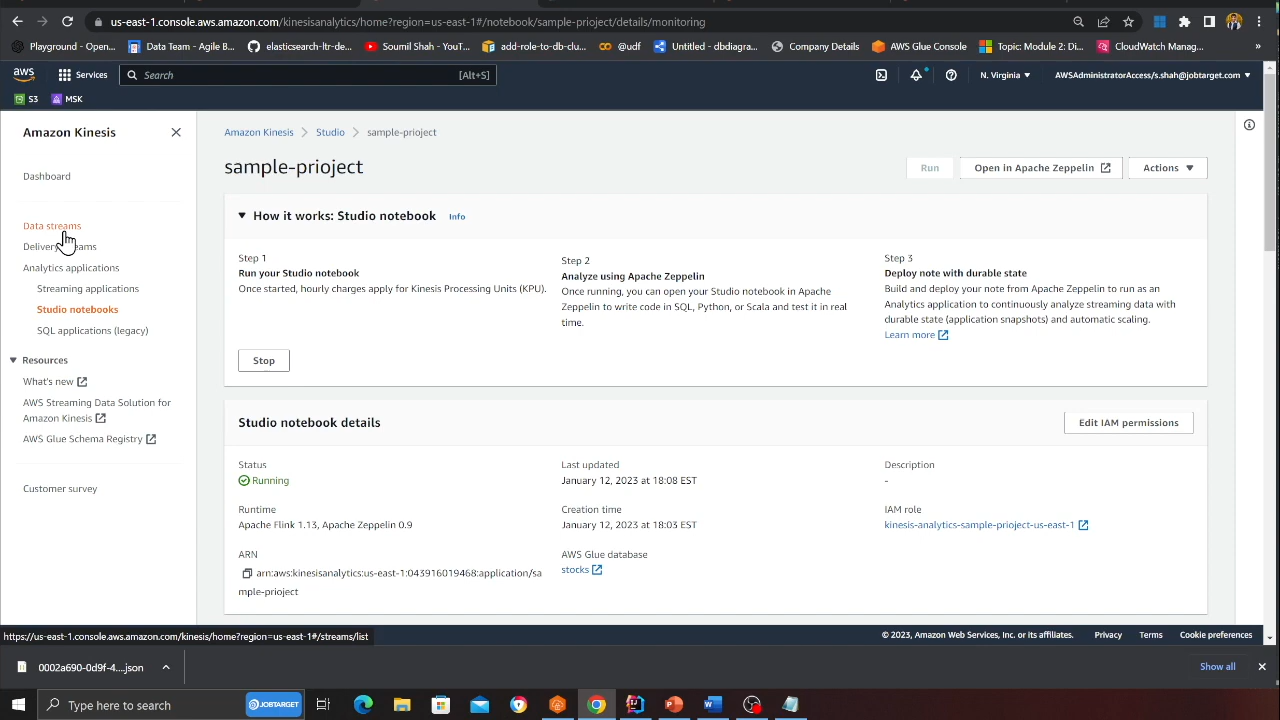 us-east-1.console.aws.amazon.com/kinesisanalytics/home?region=us-east-1#/notebook/sample-prioject/details/monitoring
Playground - Open...
Data Team - Agile B...
elasticsearch-ltr-de...
Soumil Shah - YouT...
add-role-to-db-clu...
@udf
Untitled - dbdiagra...
Company Details
AWS Glue Console
Topic: Module 2: Di...
CloudWatch Manag...
»
aws
Services
Search
[Alt+S]
N. Virginia
AWSAdministratorAccess/s.shah@jobtarget.com
S3
MSK
Amazon Kinesis
Dashboard
Data streams
Analytics applications
Streaming applications
Studio notebooks
SQL applications (legacy)
Resources
What's new
AWS Streaming Data Solution for
Amazon Kinesis
AWS Glue Schema Registry
Customer survey
Amazon Kinesis
Studio
sample-prioject
sample-prioject
Run
Open in Apache Zeppelin
Actions
How it works: Studio notebook
Info
Step 1
Run your Studio notebook
Once started, hourly charges apply for Kinesis Processing Units (KPU).
Stop
Step 2
Analyze using Apache Zeppelin
Once running, you can open your Studio notebook in Apache
Zeppelin to write code in SQL, Python, or Scala and test it in real
time.
Step 3
Deploy note with durable state
Build and deploy your note from Apache Zeppelin to run as an
Analytics application to continuously analyze streaming data with
durable state (application snapshots) and automatic scaling.
Learn more
Studio notebook details
Edit IAM permissions
Status
Running
Runtime
Apache Flink 1.13, Apache Zeppelin 0.9
ARN
arn:aws:kinesisanalytics:us-east-1:043916019468:application/sa
mple-prioject
Last updated
January 12, 2023 at 18:08 EST
Creation time
January 12, 2023 at 18:03 EST
AWS Glue database
stocks
Description
-
IAM role
kinesis-analytics-sample-prioject-us-east-1
https://us-east-1.console.aws.amazon.com/kinesis/home?region=us-east-1#/streams/list
© 2023, Amazon Web Services, Inc. or its affiliates.
Privacy
Terms
Cookie preferences
0002a690-0d9f-4....json
Show all
Type here to search
JOBTARGET